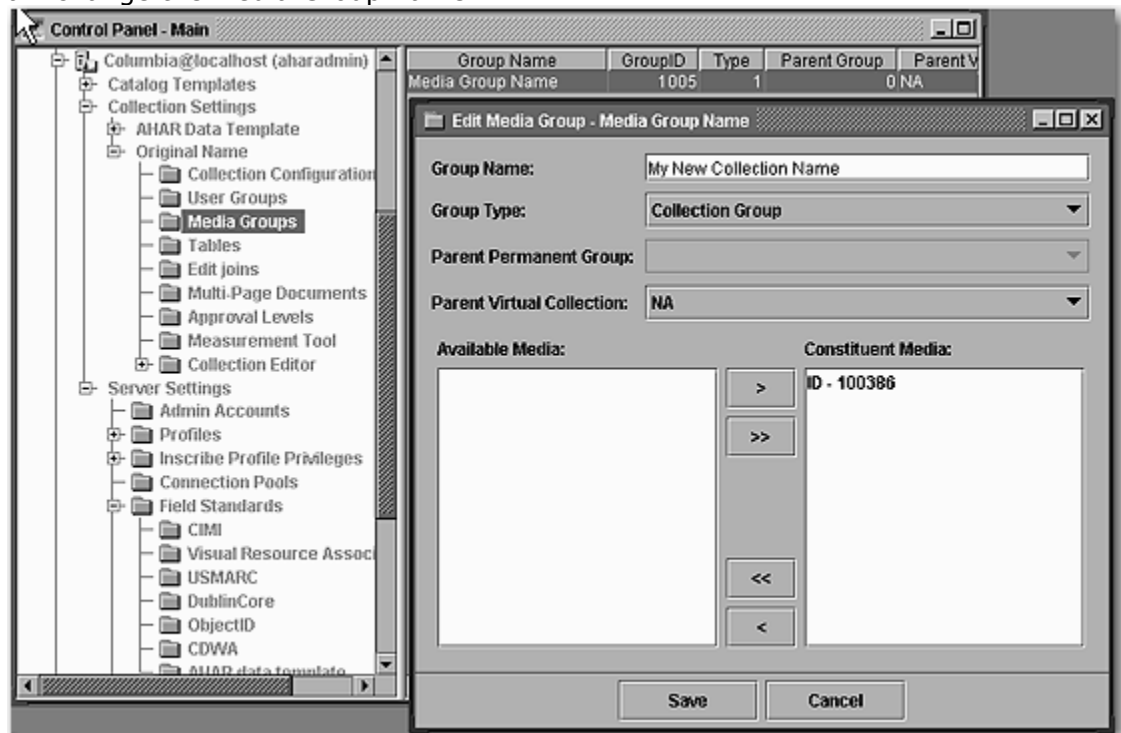 Control Panel - Main
Columbia@localhost (aharadmin)
Catalog Templates
Collection Settings
AHAR Data Template
Original Name
Collection Configuration
User Groups
Media Groups
Tables
Edit joins
Multi-Page Documents
Approval Levels
Measurement Tool
Collection Editor
Server Settings
Admin Accounts
Profiles
Inscribe Profile Privileges
Connection Pools
Field Standards
CIMI
Visual Resource Associ
USMARC
DublinCore
ObjectID
CDWA
AHAR data template
Group Name GroupID Type Parent Group Parent V
Media Group Name 1005 1 0 NA
Edit Media Group - Media Group Name
Group Name: My New Collection Name
Group Type: Collection Group
Parent Permanent Group:
Parent Virtual Collection: NA
Available Media: Constituent Media:
ID - 100386
>
>>
<<
<
Save Cancel